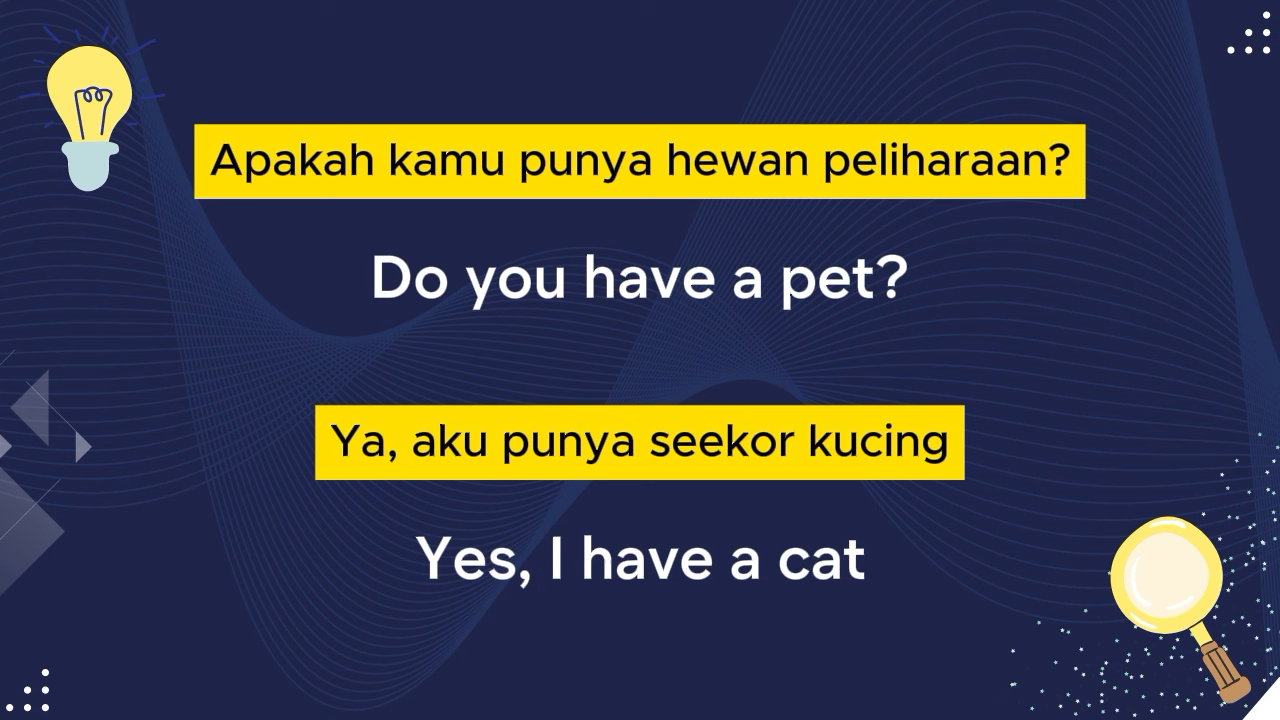 Apakah kamu punya hewan peliharaan?
Do you have a pet?
Ya, aku punya seekor kucing
Yes, I have a cat